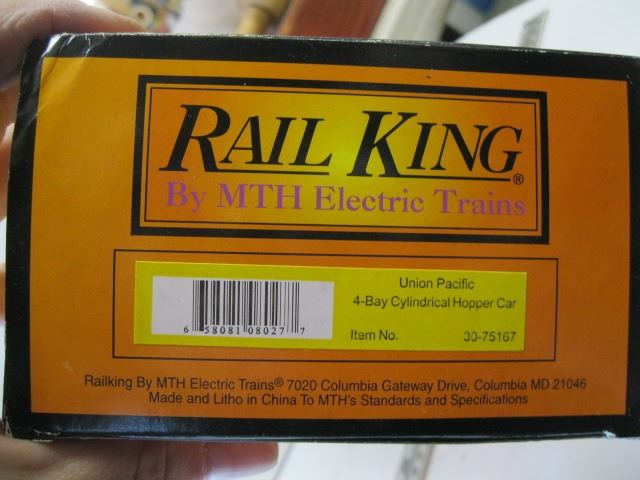 RAIL KING®
By MTH Electric Trains
Union Pacific
4-Bay Cylindrical Hopper Car
Item No. 30-75167
6 58081 08027 7
Railking By MTH Electric Trains® 7020 Columbia Gateway Drive, Columbia MD 21046
Made and Litho in China To MTH's Standards and Specifications